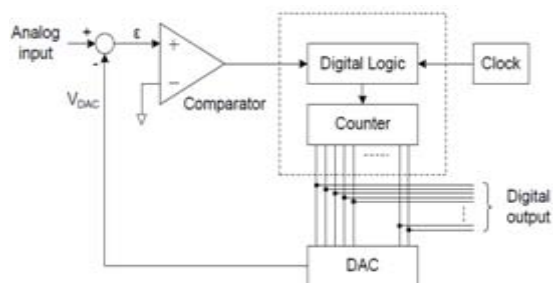 Analog
input
+
-
ε
+
−
V_DAC
Comparator
Digital Logic
Clock
Counter
Digital
output
DAC